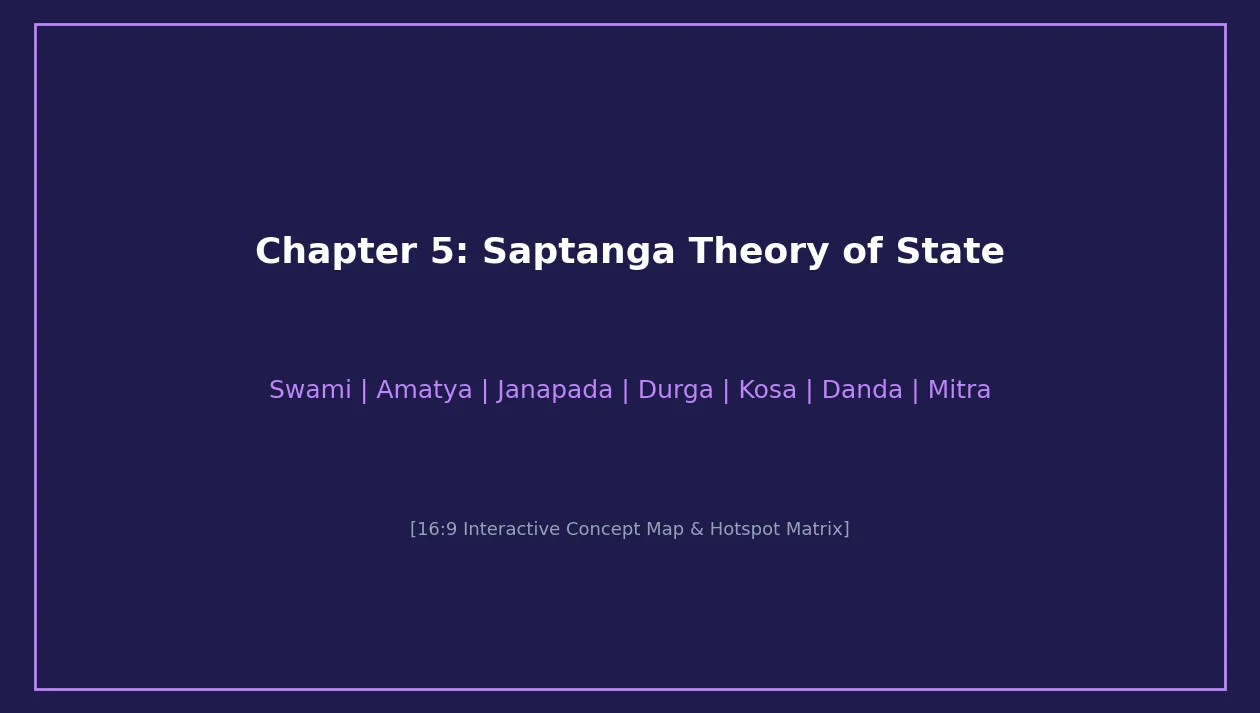 Chapter 5: Saptanga Theory of State
Swami | Amatya | Janapada | Durga | Kosa | Danda | Mitra
[16:9 Interactive Concept Map & Hotspot Matrix]